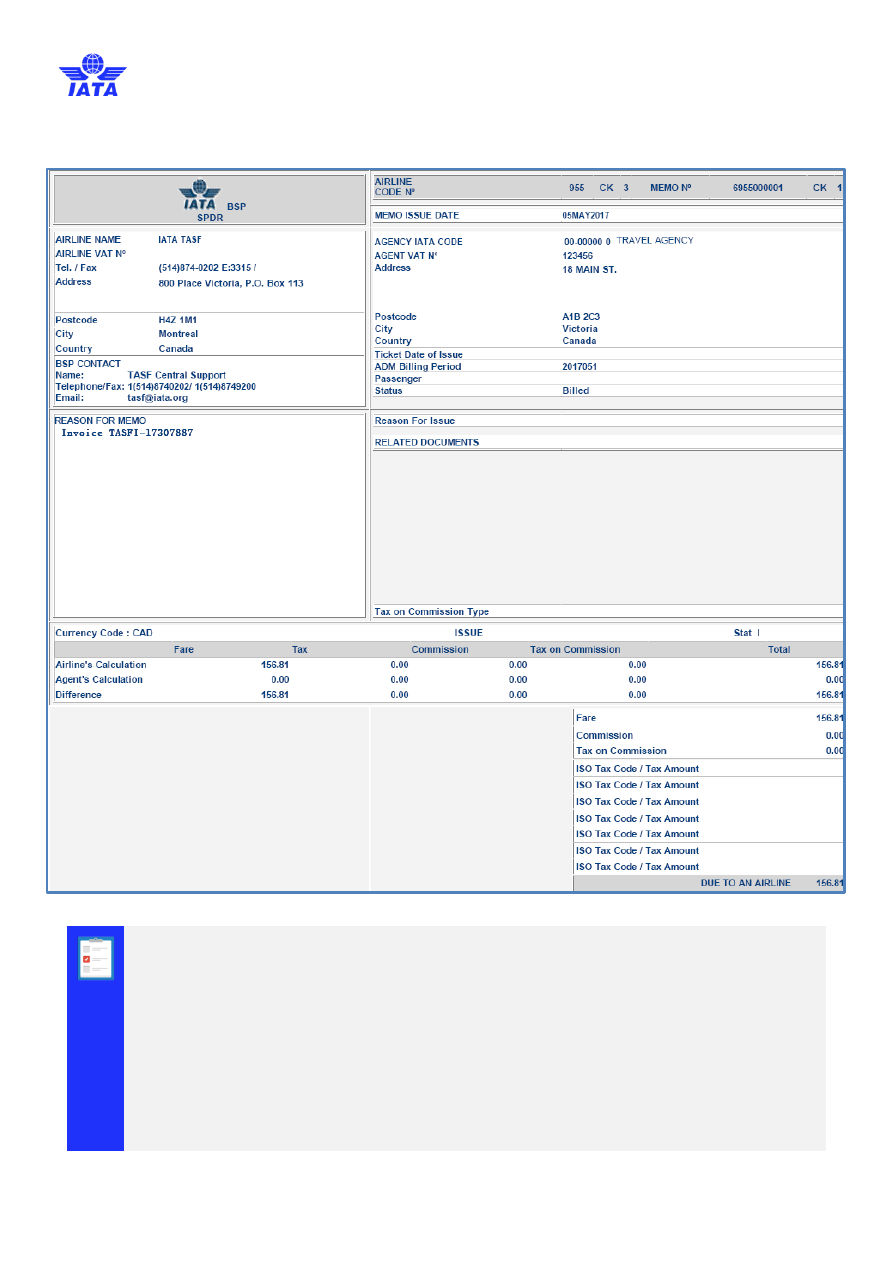 IATA
IATA BSP
SPDR
AIRLINE
CODE Nº 955 CK 3 MEMO Nº 6955000001 CK 1
MEMO ISSUE DATE 05MAY2017
AIRLINE NAME IATA TASF
AIRLINE VAT Nº
Tel. / Fax (514)874-0202 E:3315 /
Address 800 Place Victoria, P.O. Box 113
Postcode H4Z 1M1
City Montreal
Country Canada
BSP CONTACT
Name: TASF Central Support
Telephone/Fax: 1(514)8740202/ 1(514)8749200
Email: tasf@iata.org
AGENCY IATA CODE 00-00000 0 TRAVEL AGENCY
AGENT VAT Nº 123456
Address 18 MAIN ST.
Postcode A1B 2C3
City Victoria
Country Canada
Ticket Date of Issue
ADM Billing Period 2017051
Passenger
Status Billed
REASON FOR MEMO
Invoice TASFI-17307887
Reason For Issue
RELATED DOCUMENTS
Tax on Commission Type
Currency Code : CAD ISSUE Stat I
Fare Tax Commission Tax on Commission Total
Airline's Calculation 156.81 0.00 0.00 0.00 156.81
Agent's Calculation 0.00 0.00 0.00 0.00 0.00
Difference 156.81 0.00 0.00 0.00 156.81
Fare 156.81
Commission 0.00
Tax on Commission 0.00
ISO Tax Code / Tax Amount
ISO Tax Code / Tax Amount
ISO Tax Code / Tax Amount
ISO Tax Code / Tax Amount
ISO Tax Code / Tax Amount
ISO Tax Code / Tax Amount
ISO Tax Code / Tax Amount
DUE TO AN AIRLINE 156.81